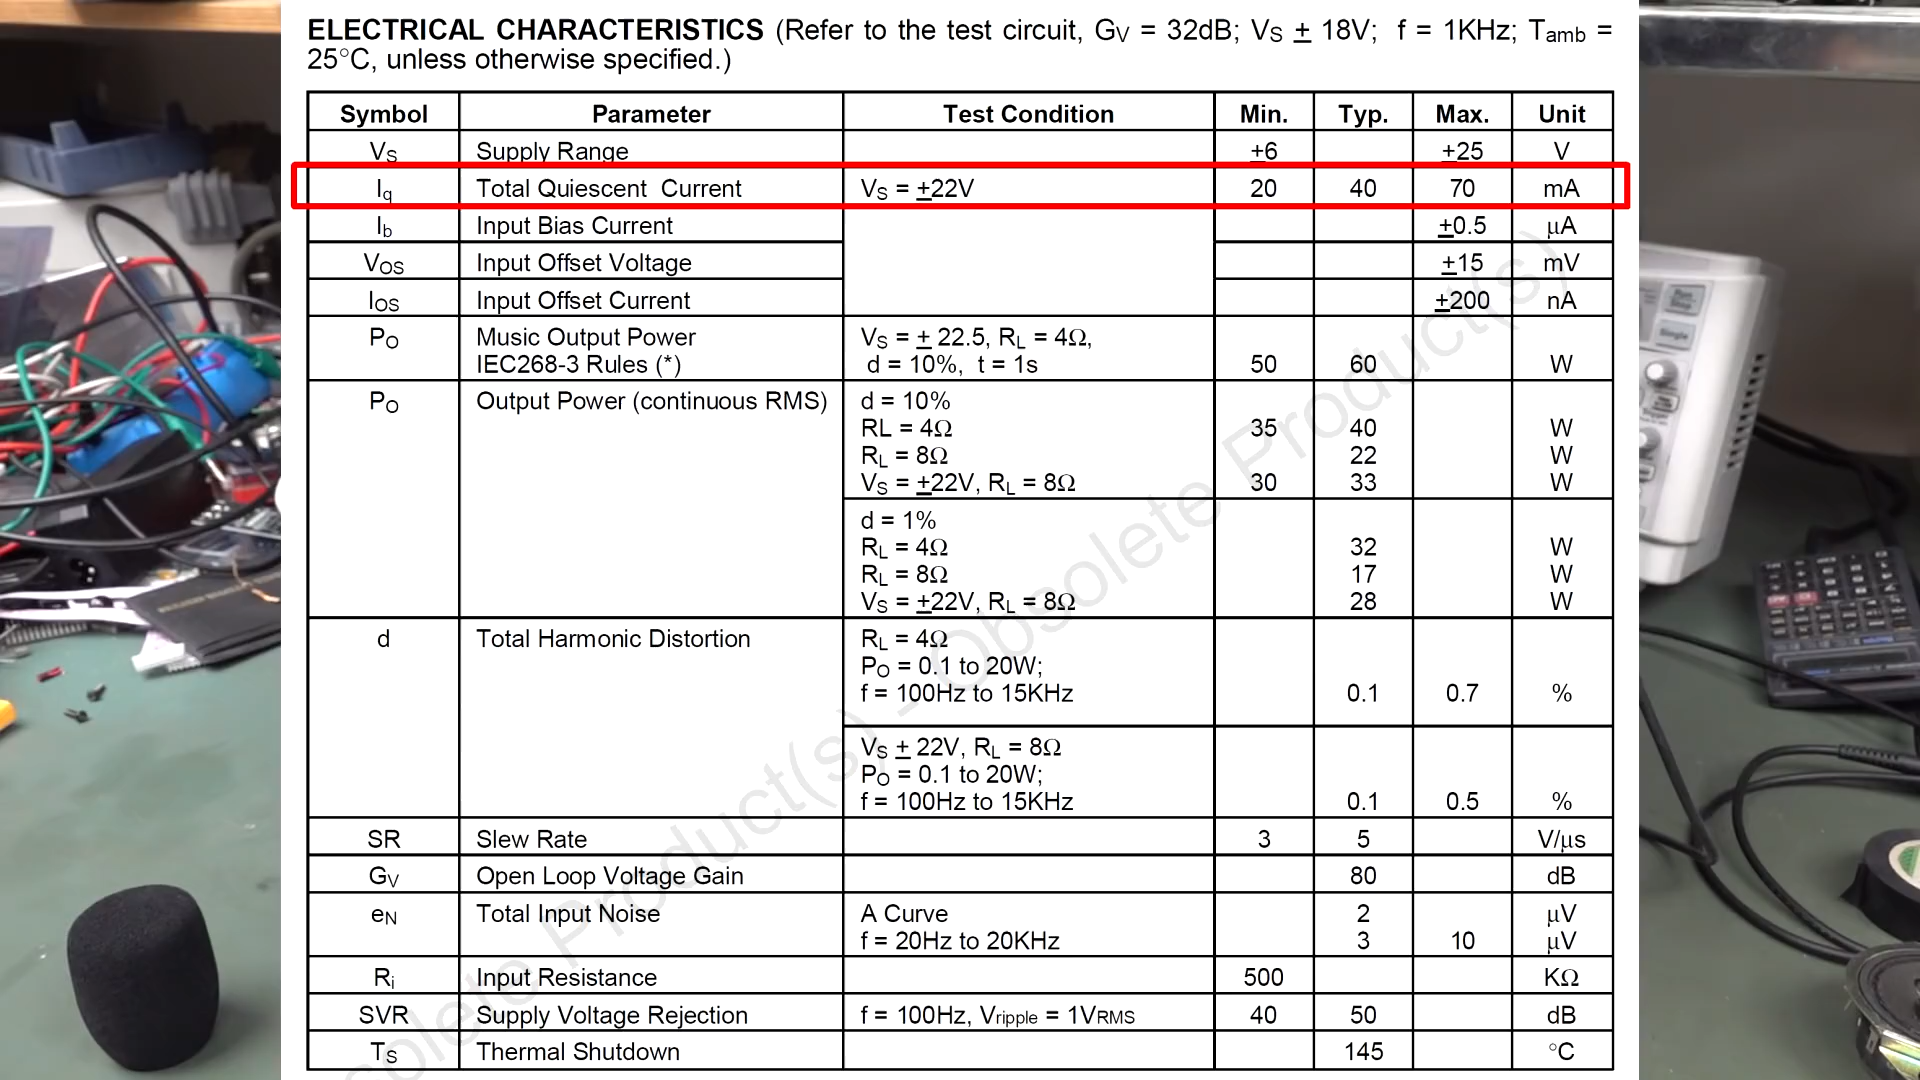 ELECTRICAL CHARACTERISTICS (Refer to the test circuit, GV = 32dB; VS ± 18V; f = 1KHz; Tamb =
25°C, unless otherwise specified.)
Symbol Parameter Test Condition Min. Typ. Max. Unit
VS Supply Range ±6 ±25 V
Iq Total Quiescent Current VS = ±22V 20 40 70 mA
Ib Input Bias Current ±0.5 μA
VOS Input Offset Voltage ±15 mV
IOS Input Offset Current ±200 nA
PO Music Output Power VS = ± 22.5, RL = 4Ω,
IEC268-3 Rules (*) d = 10%, t = 1s 50 60 W
PO Output Power (continuous RMS) d = 10%
RL = 4Ω 35 40 W
RL = 8Ω 22 W
VS = ±22V, RL = 8Ω 30 33 W
d = 1%
RL = 4Ω 32 W
RL = 8Ω 17 W
VS = ±22V, RL = 8Ω 28 W
d Total Harmonic Distortion RL = 4Ω
PO = 0.1 to 20W;
f = 100Hz to 15KHz 0.1 0.7 %
VS ± 22V, RL = 8Ω
PO = 0.1 to 20W;
f = 100Hz to 15KHz 0.1 0.5 %
SR Slew Rate 3 5 V/μs
GV Open Loop Voltage Gain 80 dB
eN Total Input Noise A Curve 2 μV
f = 20Hz to 20KHz 3 10 μV
Ri Input Resistance 500 KΩ
SVR Supply Voltage Rejection f = 100Hz, Vripple = 1VRMS 40 50 dB
TS Thermal Shutdown 145 °C
solete Product(s) - Obsolete Product(s)
Run
Stop
Single